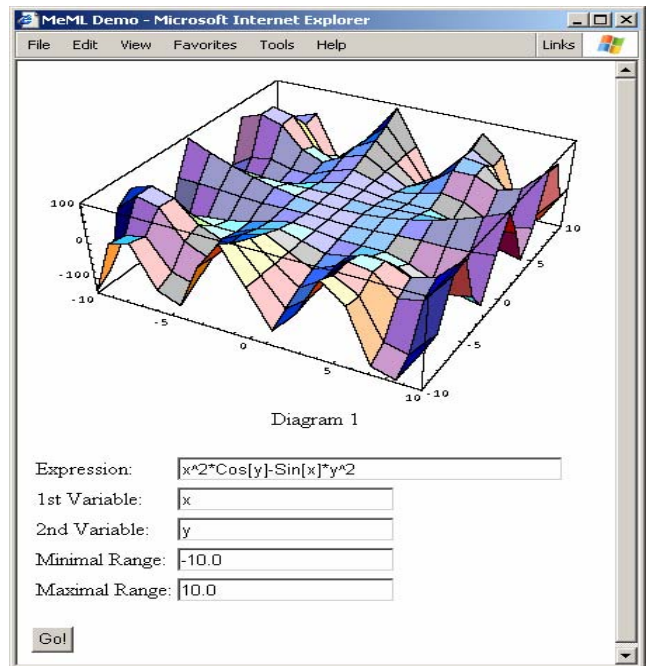 MeML Demo - Microsoft Internet Explorer
File Edit View Favorites Tools Help Links
100
0
-100
-10
-5
0
5
10
-10
-5
0
5
10
Diagram 1
Expression: x^2*Cos[y]-Sin[x]*y^2
1st Variable: x
2nd Variable: y
Minimal Range: -10.0
Maximal Range: 10.0
Go!